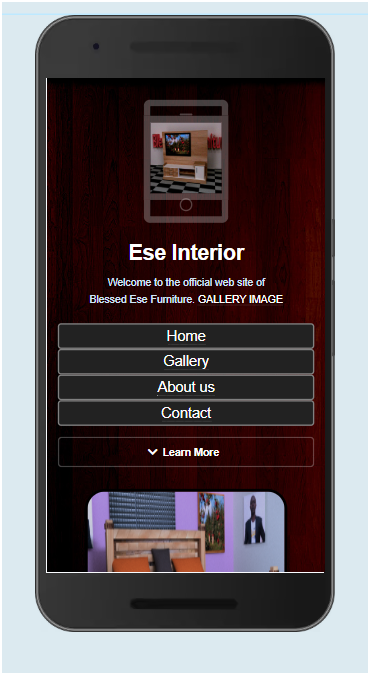 Ese Interior
Welcome to the official web site of
Blessed Ese Furniture. GALLERY IMAGE
Home
Gallery
About us
Contact
Learn More